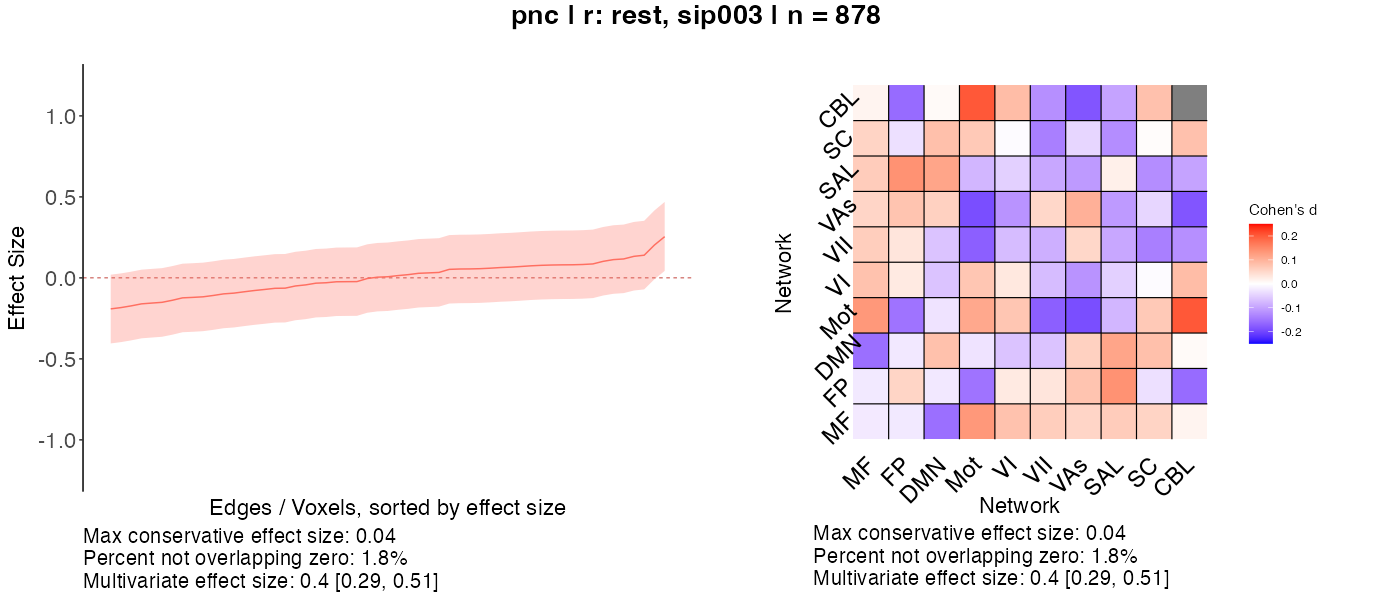 pnc | r: rest, sip003 | n = 878
Effect Size
1.0
0.5
0.0
-0.5
-1.0
Edges / Voxels, sorted by effect size
Max conservative effect size: 0.04
Percent not overlapping zero: 1.8%
Multivariate effect size: 0.4 [0.29, 0.51]
Network
CBL
SC
SAL
VAs
VII
VI
Mot
DMN
FP
MF
MF
FP
DMN
Mot
VI
VII
VAs
SAL
SC
CBL
Network
Max conservative effect size: 0.04
Percent not overlapping zero: 1.8%
Multivariate effect size: 0.4 [0.29, 0.51]
Cohen's d
0.2
0.1
0.0
-0.1
-0.2